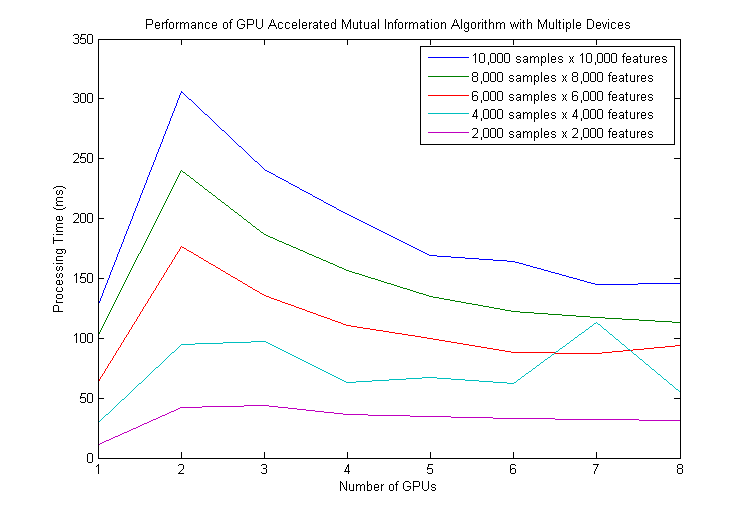 Performance of GPU Accelerated Mutual Information Algorithm with Multiple Devices
350
300
250
200
150
100
50
0
Processing Time (ms)
10,000 samples x 10,000 features
8,000 samples x 8,000 features
6,000 samples x 6,000 features
4,000 samples x 4,000 features
2,000 samples x 2,000 features
1 2 3 4 5 6 7 8
Number of GPUs